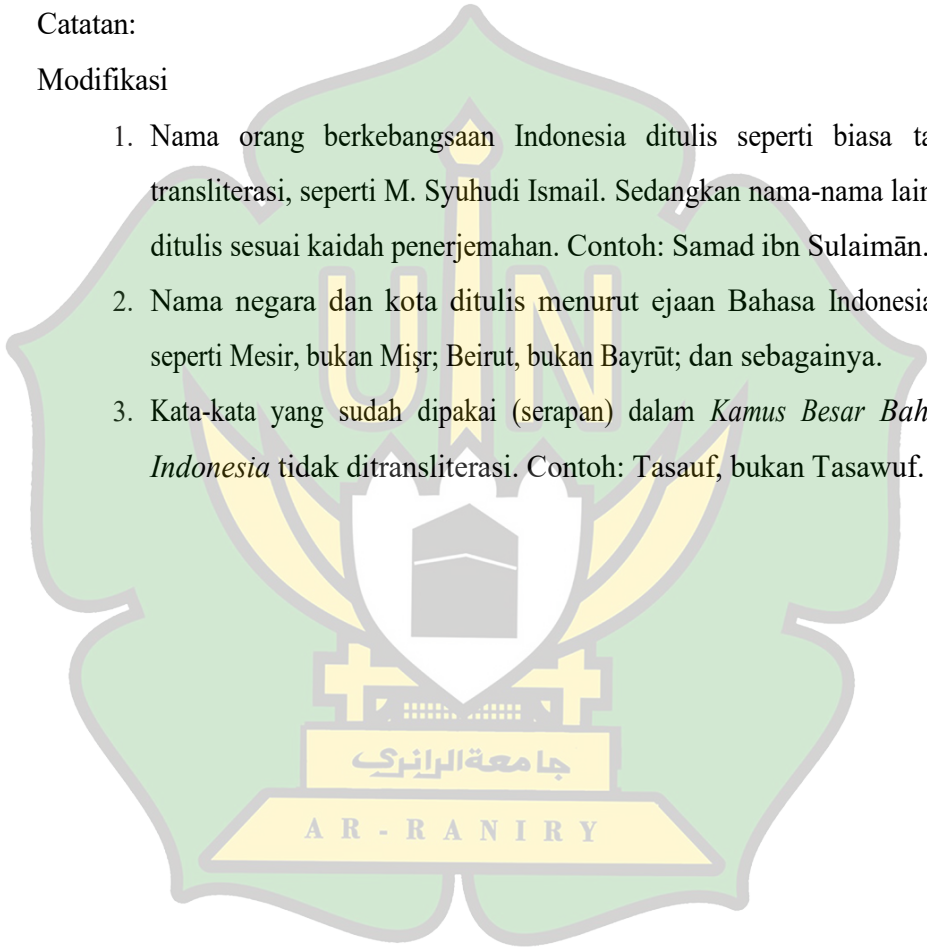 Catatan:
Modifikasi
1. Nama orang berkebangsaan Indonesia ditulis seperti biasa ta
transliterasi, seperti M. Syuhudi Ismail. Sedangkan nama-nama lain
ditulis sesuai kaidah penerjemahan. Contoh: Samad ibn Sulaimān.
2. Nama negara dan kota ditulis menurut ejaan Bahasa Indonesia
seperti Mesir, bukan Mişr; Beirut, bukan Bayrūt; dan sebagainya.
3. Kata-kata yang sudah dipakai (serapan) dalam Kamus Besar Bah
Indonesia tidak ditransliterasi. Contoh: Tasauf, bukan Tasawuf.
UIN
جامعة الرانري
AR-RANIRY